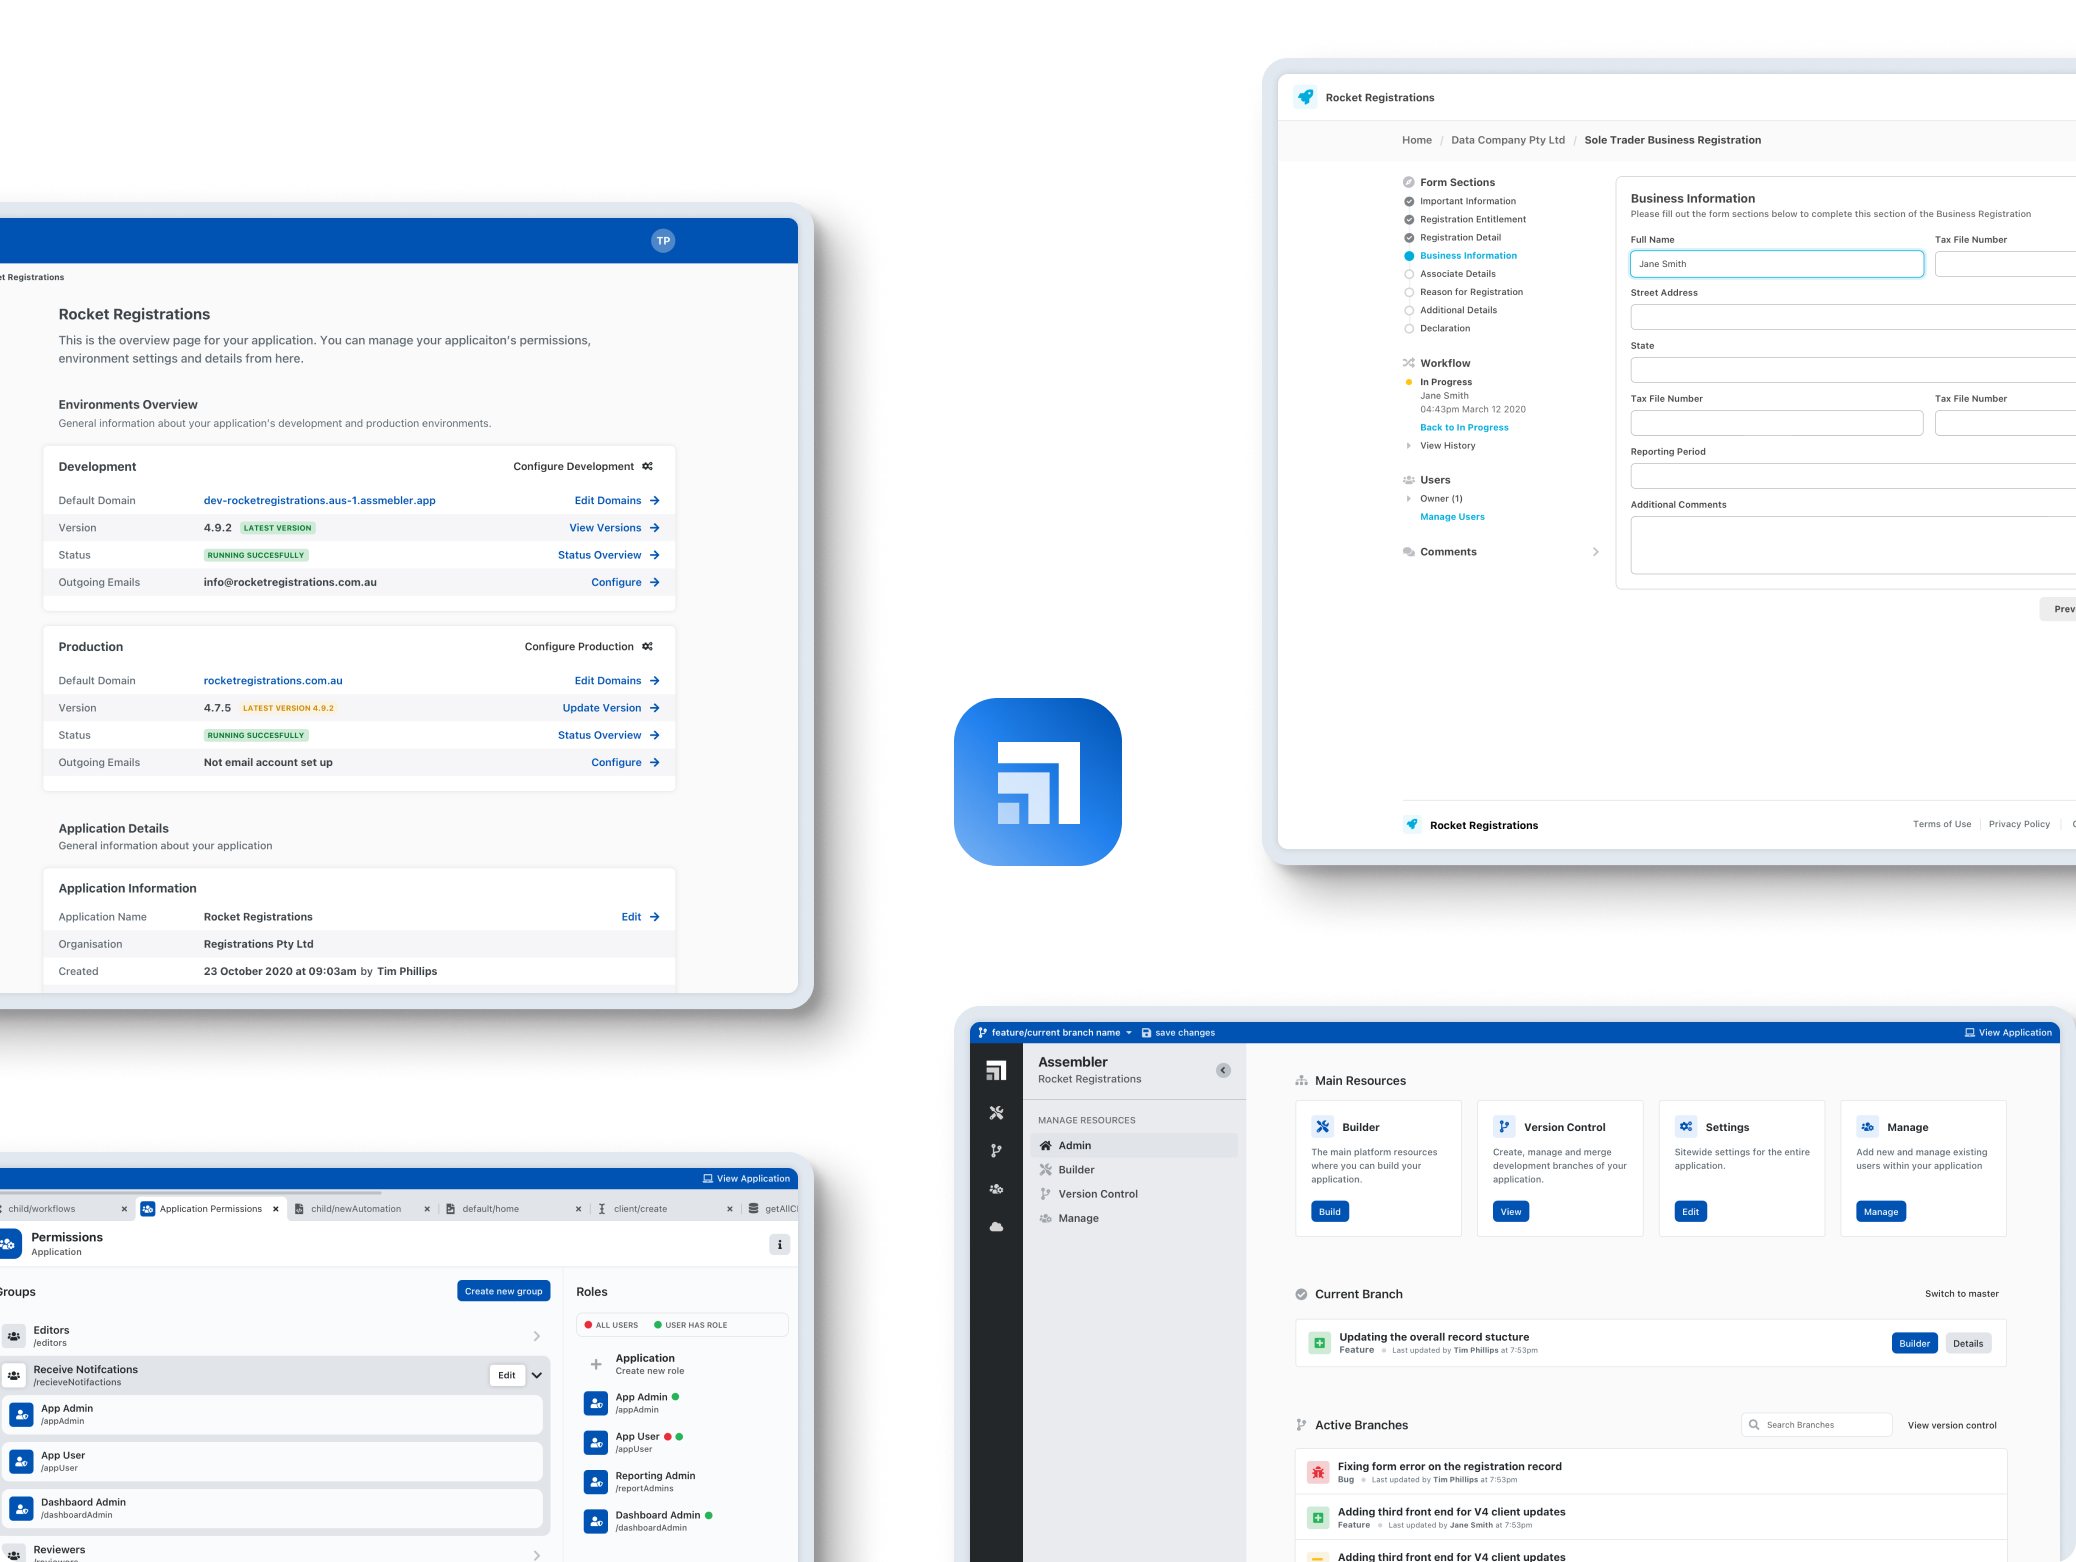 TP
et Registrations
Rocket Registrations
This is the overview page for your application. You can manage your applicaiton's permissions,
environment settings and details from here.
Environments Overview
General information about your application's development and production environments.
Development
Configure Development
Default Domain dev-rocketregistrations.aus-1.assmebler.app Edit Domains
Version 4.9.2 LATEST VERSION View Versions
Status RUNNING SUCCESFULLY Status Overview
Outgoing Emails info@rocketregistrations.com.au Configure
Production
Configure Production
Default Domain rocketregistrations.com.au Edit Domains
Version 4.7.5 LATEST VERSION 4.9.2 Update Version
Status RUNNING SUCCESFULLY Status Overview
Outgoing Emails Not email account set up Configure
Application Details
General information about your application
Application Information
Application Name Rocket Registrations Edit
Organisation Registrations Pty Ltd
Created 23 October 2020 at 09:03am by Tim Phillips
Rocket Registrations
Home / Data Company Pty Ltd / Sole Trader Business Registration
Form Sections
Important Information
Registration Entitlement
Registration Detail
Business Information
Associate Details
Reason for Registration
Additional Details
Declaration
Workflow
In Progress
Jane Smith
04:43pm March 12 2020
Back to In Progress
View History
Users
Owner (1)
Manage Users
Comments
Business Information
Please fill out the form sections below to complete this section of the Business Registration
Full Name Tax File Number
Jane Smith
Street Address
State
Tax File Number Tax File Number
Reporting Period
Additional Comments
Prev
Rocket Registrations
Terms of Use Privacy Policy
View Application
child/workflows Application Permissions child/newAutomation default/home client/create getAllCl
Permissions
Application
i
Groups
Create new group
Editors
/editors
Receive Notifcations
/recieveNotifactions
Edit
App Admin
/appAdmin
App User
/appUser
Dashbaord Admin
/dashboardAdmin
Reviewers
/reviewers
Roles
ALL USERS USER HAS ROLE
Application
Create new role
App Admin
/appAdmin
App User
/appUser
Reporting Admin
/reportAdmins
Dashboard Admin
/dashboardAdmin
feature/current branch name save changes View Application
Assembler
Rocket Registrations
MANAGE RESOURCES
Admin
Builder
Version Control
Manage
Main Resources
Builder
The main platform resources
where you can build your
application.
Build
Version Control
Create, manage and merge
development branches of your
application.
View
Settings
Sitewide settings for the entire
application.
Edit
Manage
Add new and manage existing
users within your application
Manage
Current Branch
Switch to master
Updating the overall record stucture
Feature Last updated by Tim Phillips at 7:53pm
Builder Details
Active Branches
Search Branches
View version control
Fixing form error on the registration record
Bug Last updated by Tim Phillips at 7:53pm
Adding third front end for V4 client updates
Feature Last updated by Jane Smith at 7:53pm
Adding third front end for V4 client updates